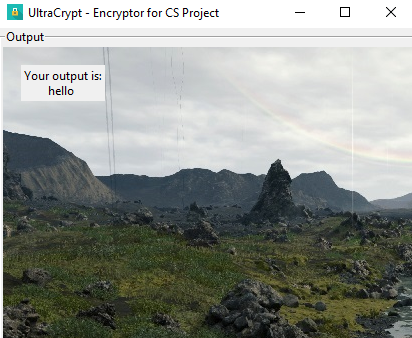 UltraCrypt - Encryptor for CS Project
Output
Your output is:
hello